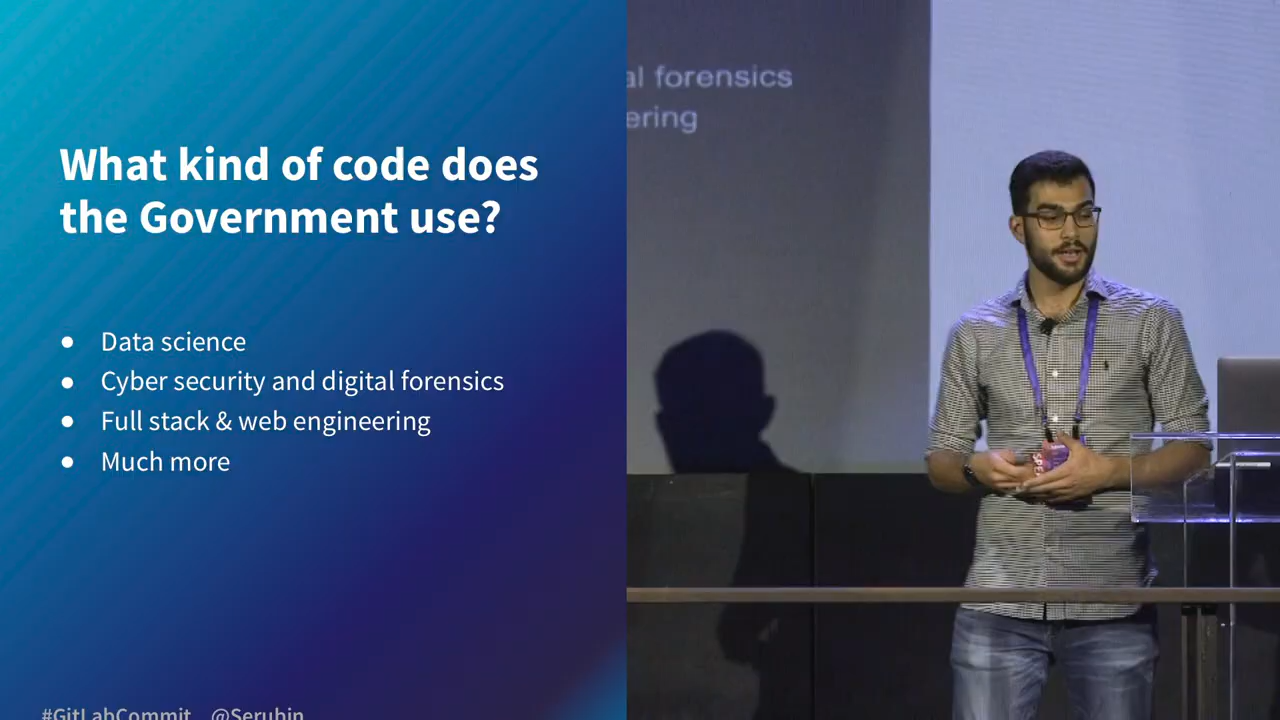 What kind of code does
the Government use?
● Data science
● Cyber security and digital forensics
● Full stack & web engineering
● Much more
#GitLabCommit @Serubin
al forensics
ering
SPE